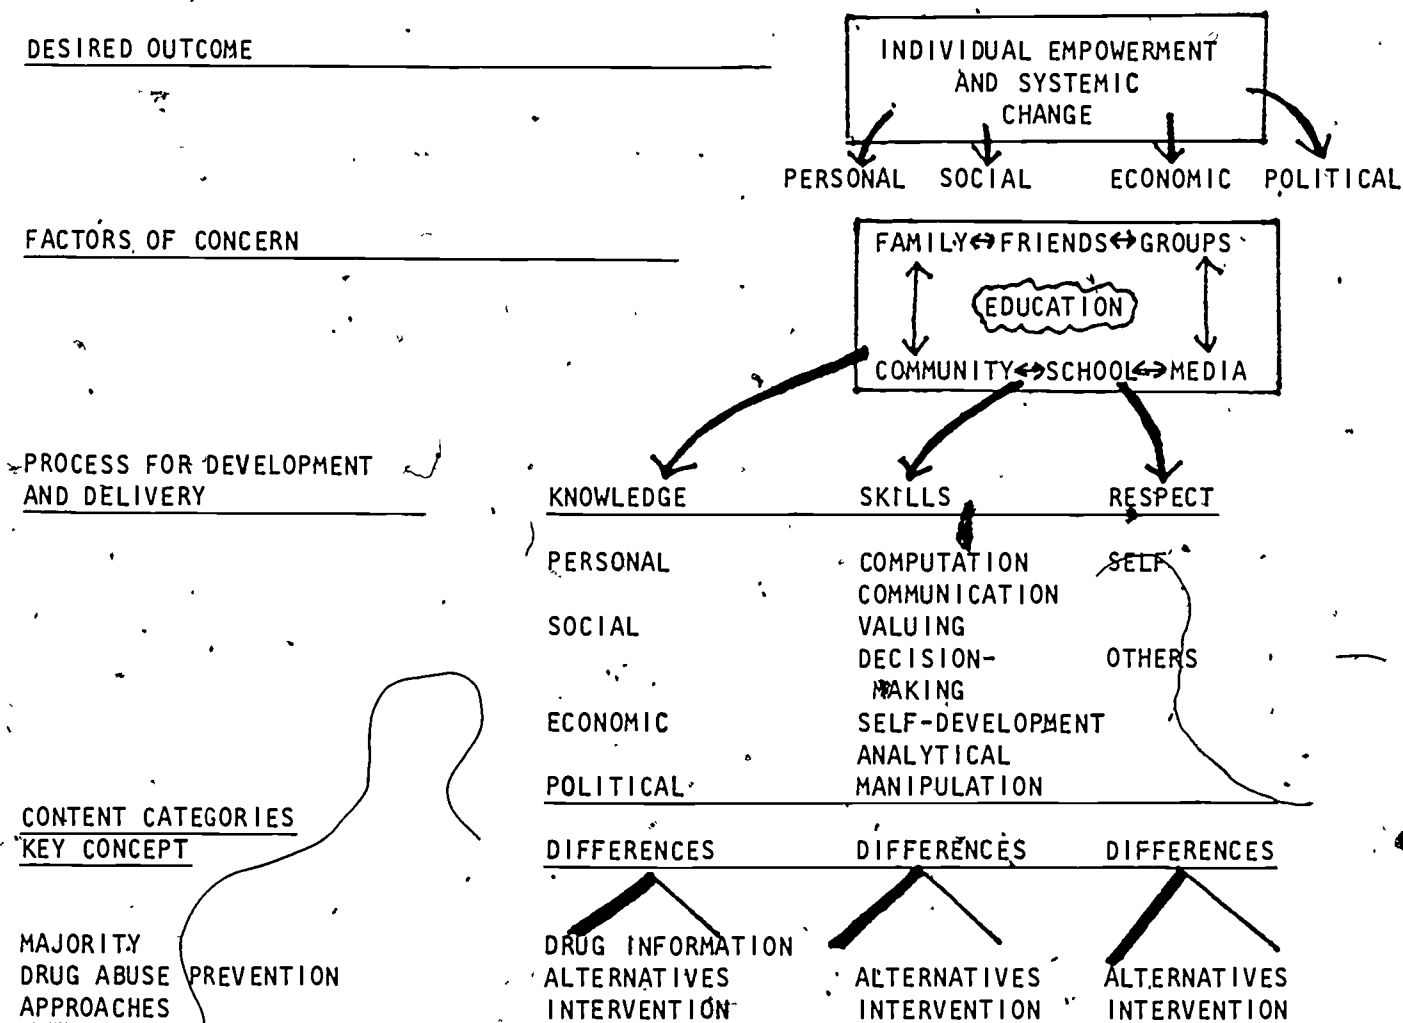 DESIRED OUTCOME
INDIVIDUAL EMPOWERMENT
AND SYSTEMIC
CHANGE
PERSONAL SOCIAL ECONOMIC POLITICAL
FACTORS OF CONCERN
FAMILY↔FRIENDS↔GROUPS
EDUCATION
COMMUNITY↔SCHOOL↔MEDIA
PROCESS FOR DEVELOPMENT
AND DELIVERY KNOWLEDGE SKILLS RESPECT
PERSONAL COMPUTATION SELF
COMMUNICATION
SOCIAL VALUING
DECISION- OTHERS
MAKING
ECONOMIC SELF-DEVELOPMENT
ANALYTICAL
POLITICAL MANIPULATION
CONTENT CATEGORIES
KEY CONCEPT DIFFERENCES DIFFERENCES DIFFERENCES
MAJORITY DRUG INFORMATION
DRUG ABUSE PREVENTION ALTERNATIVES ALTERNATIVES ALTERNATIVES
APPROACHES INTERVENTION INTERVENTION INTERVENTION